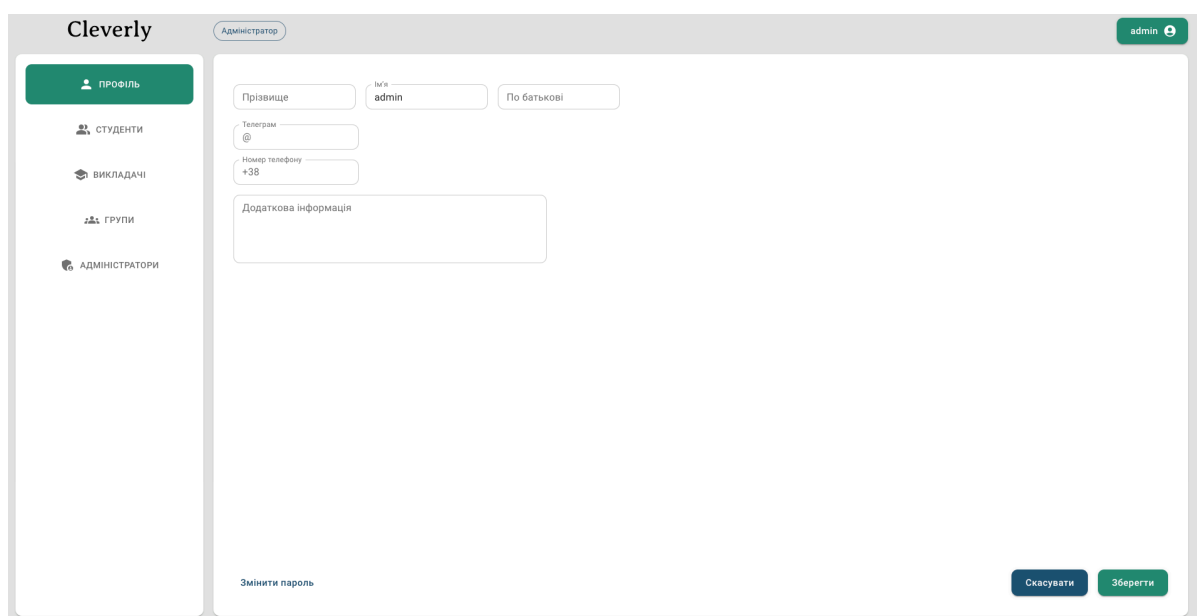 Cleverly
Адміністратор
admin
ПРОФІЛЬ
СТУДЕНТИ
ВИКЛАДАЧІ
ГРУПИ
АДМІНІСТРАТОРИ
Прізвище
Ім'я
admin
По батькові
Телеграм
@
Номер телефону
+38
Додаткова інформація
Змінити пароль
Скасувати
Зберегти